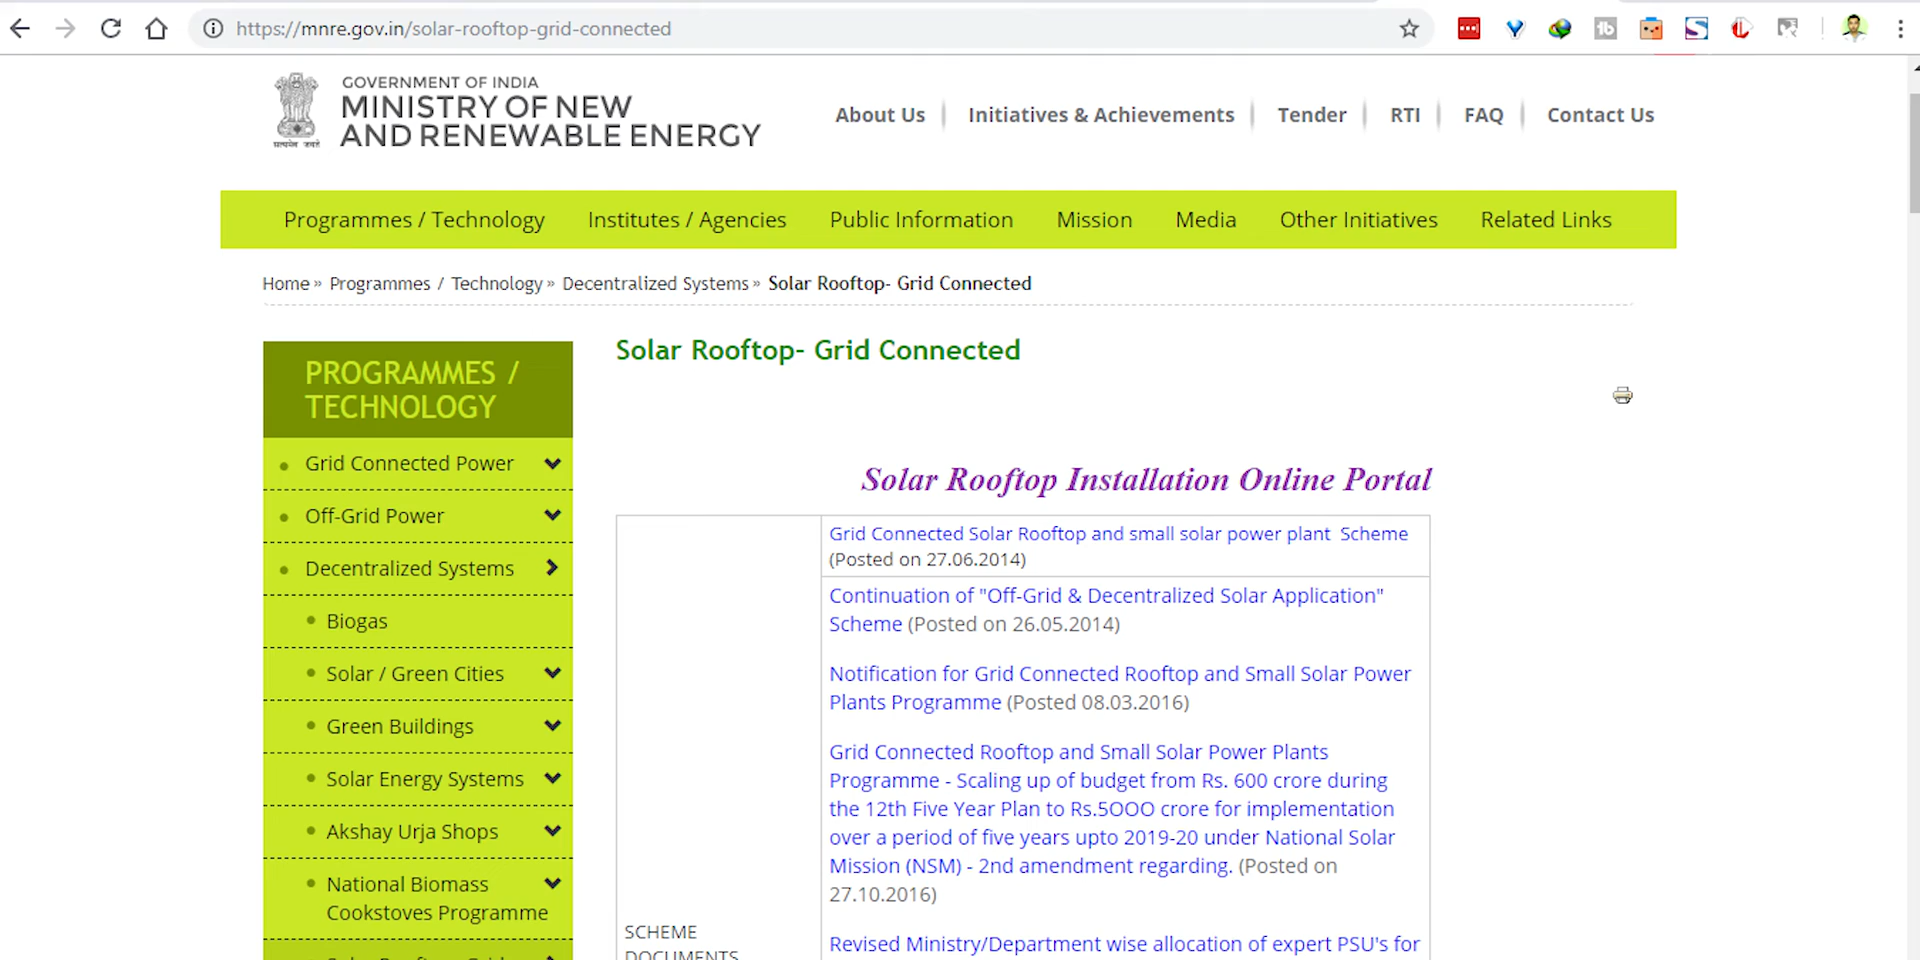 https://mnre.gov.in/solar-rooftop-grid-connected
GOVERNMENT OF INDIA
MINISTRY OF NEW
AND RENEWABLE ENERGY
सत्यमेव जयते
About Us
Initiatives & Achievements
Tender
RTI
FAQ
Contact Us
Programmes / Technology
Institutes / Agencies
Public Information
Mission
Media
Other Initiatives
Related Links
Home » Programmes / Technology » Decentralized Systems » Solar Rooftop- Grid Connected
PROGRAMMES /
TECHNOLOGY
Grid Connected Power
Off-Grid Power
Decentralized Systems
Biogas
Solar / Green Cities
Green Buildings
Solar Energy Systems
Akshay Urja Shops
National Biomass
Cookstoves Programme
Solar Rooftop- Grid Connected
Solar Rooftop Installation Online Portal
SCHEME
DOCUMENTS
Grid Connected Solar Rooftop and small solar power plant Scheme
(Posted on 27.06.2014)
Continuation of "Off-Grid & Decentralized Solar Application"
Scheme (Posted on 26.05.2014)
Notification for Grid Connected Rooftop and Small Solar Power
Plants Programme (Posted 08.03.2016)
Grid Connected Rooftop and Small Solar Power Plants
Programme - Scaling up of budget from Rs. 600 crore during
the 12th Five Year Plan to Rs.5OOO crore for implementation
over a period of five years upto 2019-20 under National Solar
Mission (NSM) - 2nd amendment regarding. (Posted on
27.10.2016)
Revised Ministry/Department wise allocation of expert PSU's for